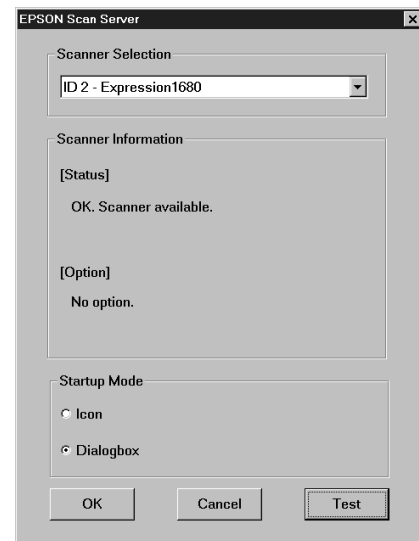 EPSON Scan Server
Scanner Selection
ID 2 - Expression1680
Scanner Information
[Status]
OK. Scanner available.
[Option]
No option.
Startup Mode
Icon
Dialogbox
OK Cancel Test